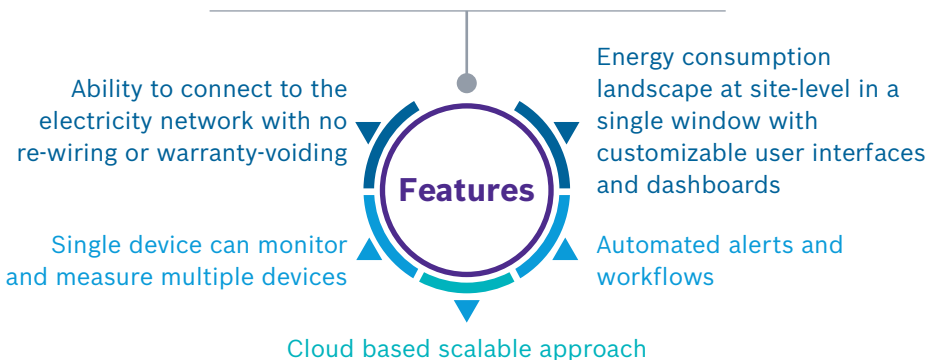 Ability to connect to the
electricity network with no
re-wiring or warranty-voiding
Energy consumption
landscape at site-level in a
single window with
customizable user interfaces
and dashboards
Features
Single device can monitor
and measure multiple devices
Automated alerts and
workflows
Cloud based scalable approach